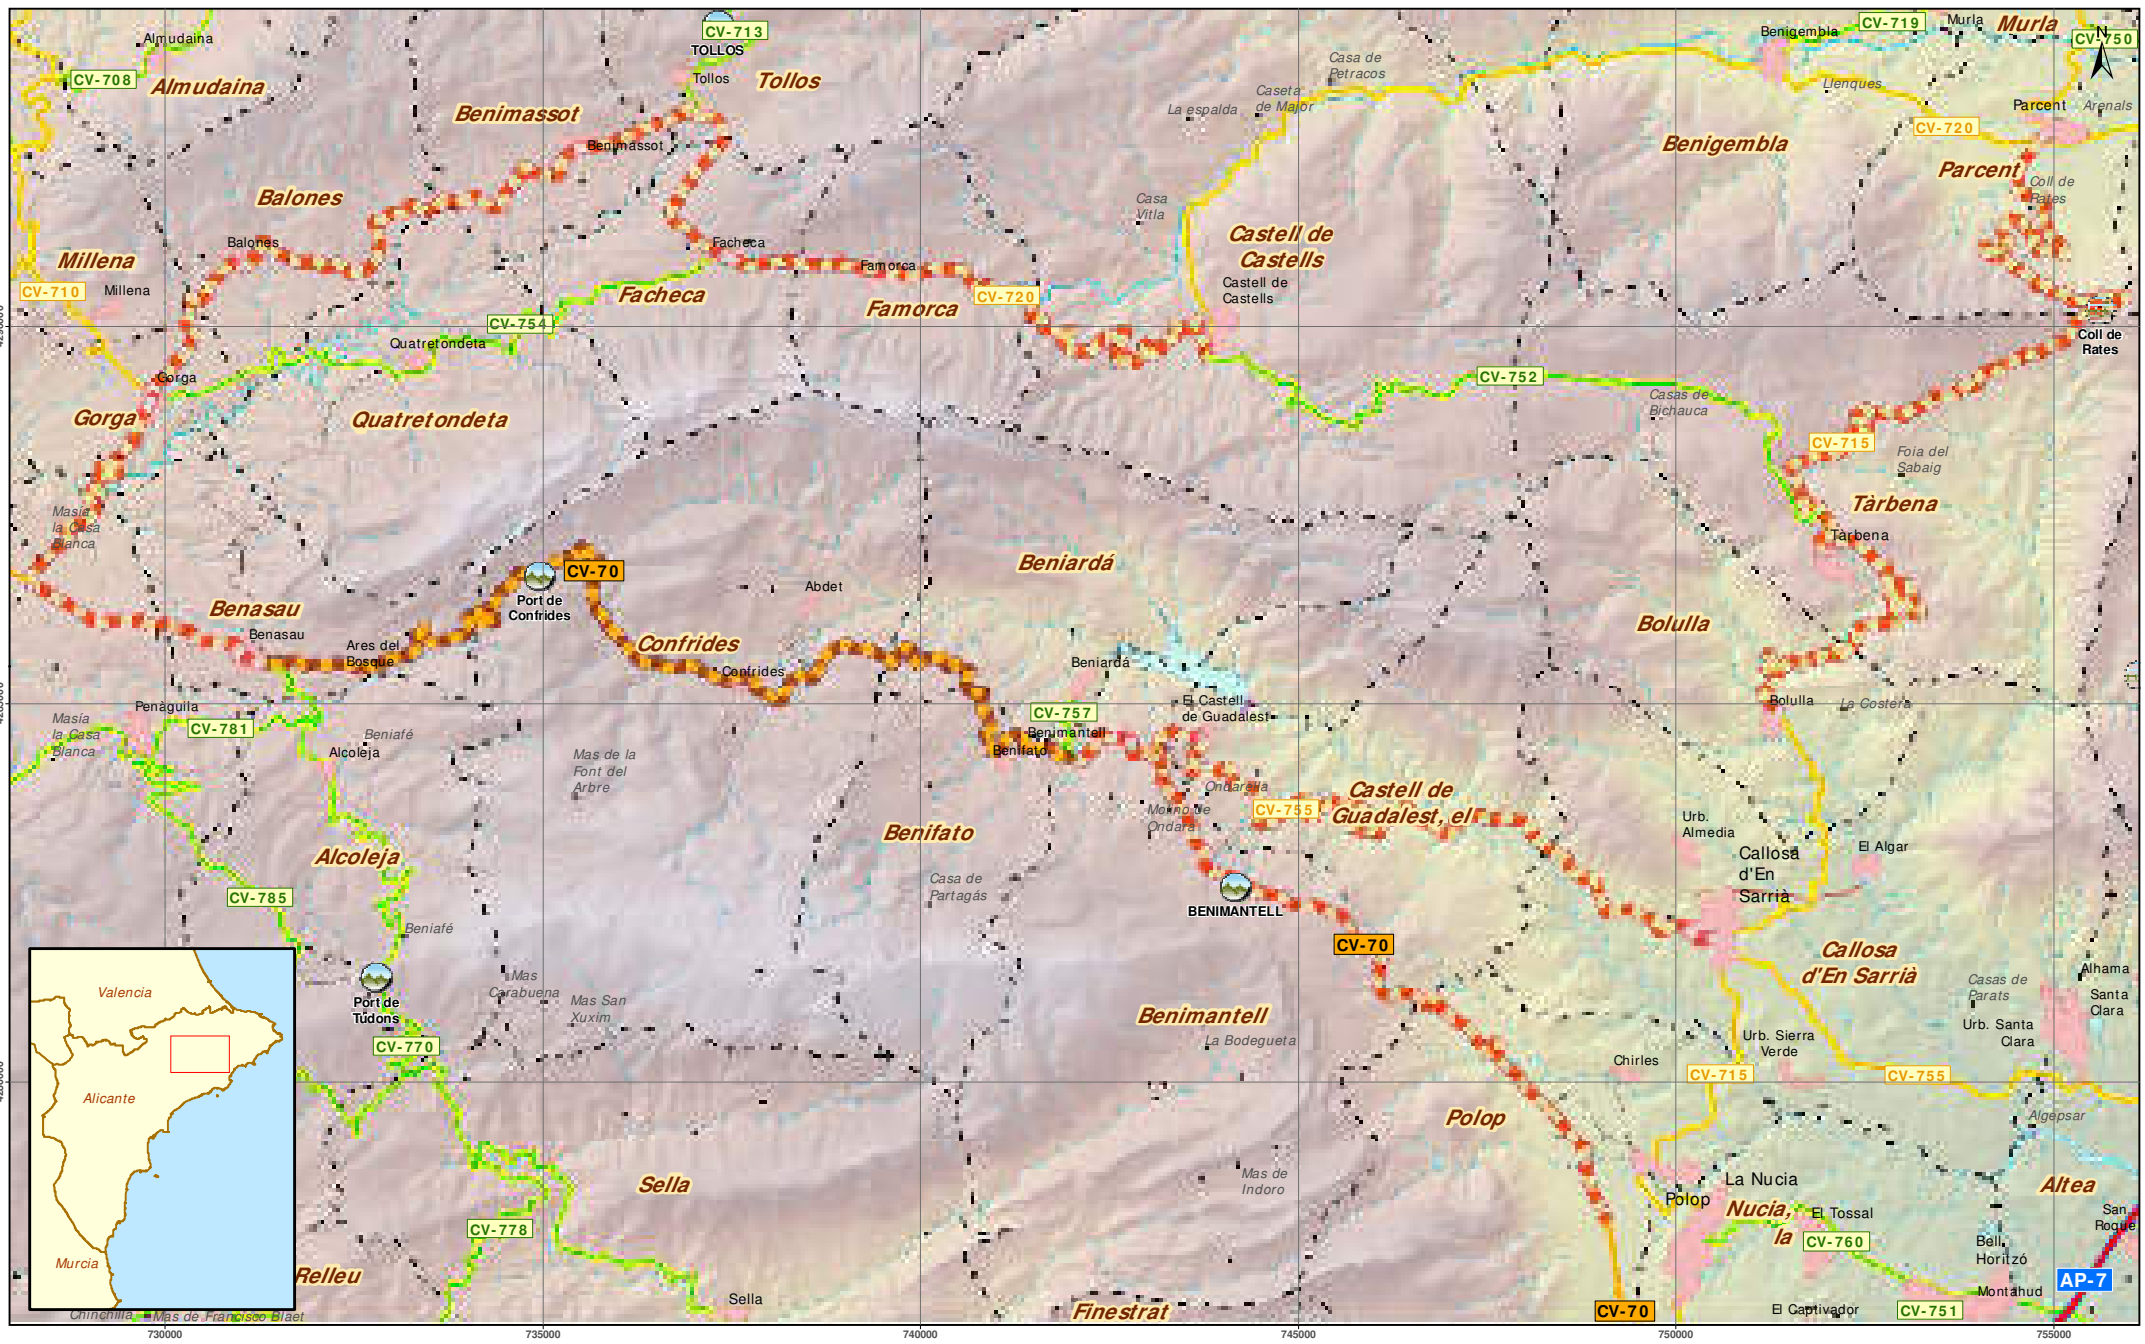 Almudaina
TOLLOS
CV-713
Benigembla
CV-719
Murla
Murla
CV-750
N
CV-708
Almudaina
Tollos
Tollos
Casa de
Petracos
Llenques
Benimassot
La espalda
Caseta
de Major
Parcent
Arenals
CV-720
Benimassot
Benigembla
Parcent
Balones
Casa
Vitla
Coll de
Rates
Balones
Facheca
Castell de
Castells
Millena
Famorca
CV-710
Millena
Facheca
Famorca
CV-720
Castell de
Castells
CV-754
Quatretondeta
Coll de
Rates
Gorga
CV-752
Casas de
Bichauca
Gorga
Quatretondeta
CV-715
Foia del
Sabaig
Masía
la Casa
Blanca
Tàrbena
Tàrbena
CV-70
Port de
Confrides
Abdet
Beniardá
Benasau
Benasau
Ares del
Bosque
Confrides
Confrides
Bolulla
Beniardá
Bolulla
La Costera
El Castell
de Guadalest
Penàguila
CV-781
Masía
la Casa
Blanca
Beniafé
Alcoleja
CV-757
Benimantell
Benifato
Mas de la
Font del
Arbre
Ondarella
Molino de
Ondara
CV-755
Castell de
Guadalest, el
Benifato
Urb.
Almedia
Callosa
d'En
Sarrià
El Algar
Alcoleja
CV-785
Casa de
Partagás
BENIMANTELL
Beniafé
CV-70
Callosa
d'En Sarrià
Port de
Tudons
Mas
Carabuena
Mas San
Xuxim
Casas de
Parats
Alhama
Santa
Clara
Benimantell
La Bodegueta
Urb. Santa
Clara
Urb. Sierra
Verde
CV-770
Chirles
CV-715
CV-755
Polop
Algepsar
Sella
Mas de
Indoro
La Nucia
Polop
Altea
Nucia,
la
El Tossal
San
Roque
CV-778
CV-760
Bell
Horitzó
Relleu
AP-7
Montahud
Sella
Finestrat
CV-70
El Captivador
CV-751
Chinchilla
Mas de Francisco Blaet
Valencia
Alicante
Murcia
730000
735000
740000
745000
750000
755000